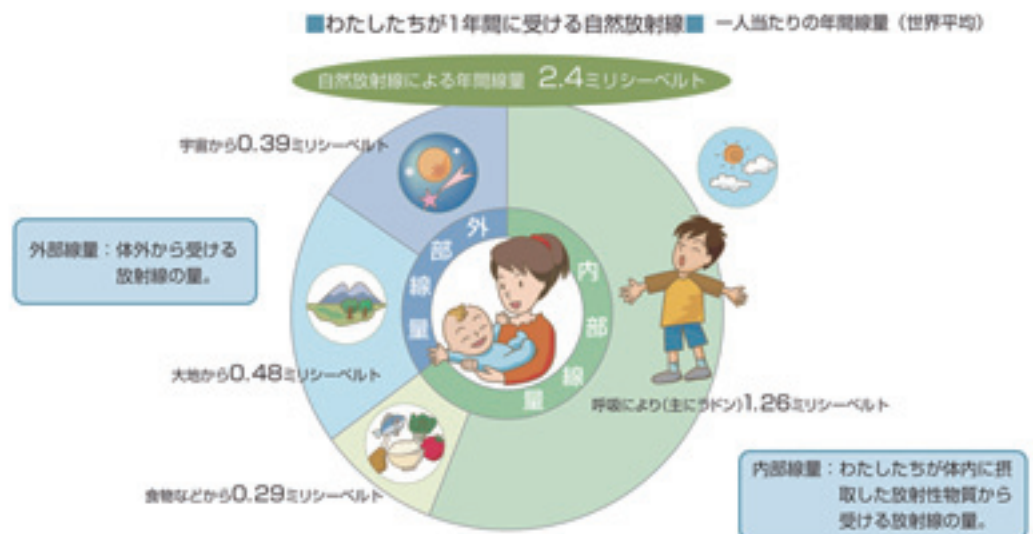 ■わたしたちが1年間に受ける自然放射線■ 一人当たりの年間線量（世界平均）
自然放射線による年間線量 2.4ミリシーベルト
宇宙から0.39ミリシーベルト
外部線量：体外から受ける
放射線の量。
外部線量
内部線量
大地から0.48ミリシーベルト
呼吸により(主にラドン)1.26ミリシーベルト
食物などから0.29ミリシーベルト
内部線量：わたしたちが体内に摂
取した放射性物質から
受ける放射線の量。